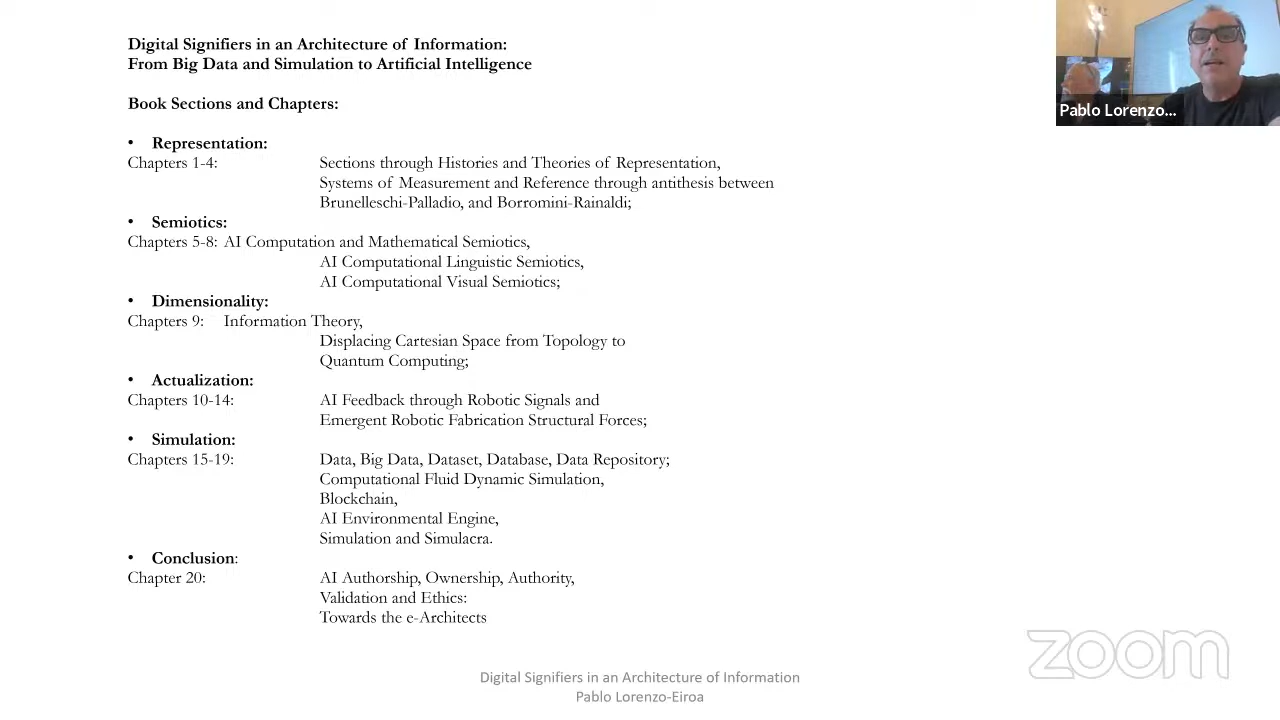 Digital Signifiers in an Architecture of Information:
From Big Data and Simulation to Artificial Intelligence
Book Sections and Chapters:
• Representation:
Chapters 1-4: Sections through Histories and Theories of Representation,
Systems of Measurement and Reference through antithesis between
Brunelleschi-Palladio, and Borromini-Rainaldi;
• Semiotics:
Chapters 5-8: AI Computation and Mathematical Semiotics,
AI Computational Linguistic Semiotics,
AI Computational Visual Semiotics;
• Dimensionality:
Chapters 9: Information Theory,
Displacing Cartesian Space from Topology to
Quantum Computing;
• Actualization:
Chapters 10-14: AI Feedback through Robotic Signals and
Emergent Robotic Fabrication Structural Forces;
• Simulation:
Chapters 15-19: Data, Big Data, Dataset, Database, Data Repository;
Computational Fluid Dynamic Simulation,
Blockchain,
AI Environmental Engine,
Simulation and Simulacra.
• Conclusion:
Chapter 20: AI Authorship, Ownership, Authority,
Validation and Ethics:
Towards the e-Architects
Digital Signifiers in an Architecture of Information
Pablo Lorenzo-Eiroa
Pablo Lorenzo...
zoom